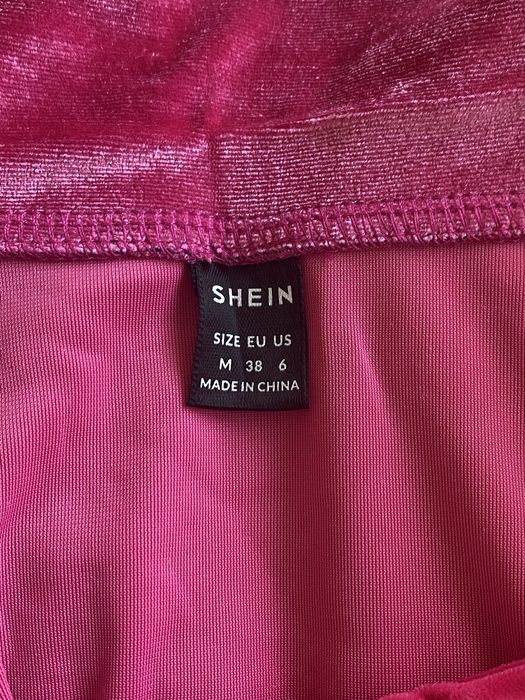 SHEIN
SIZE EU US
M 38 6
MADE IN CHINA